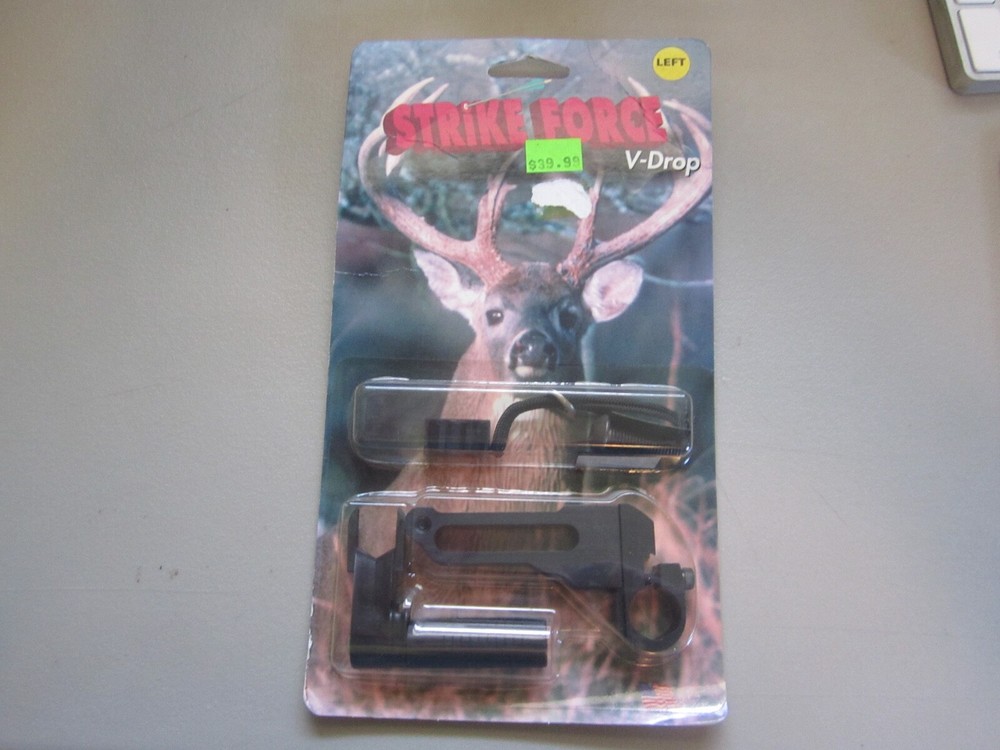 LEFT
STRIKE FORCE
$39.99
V-Drop